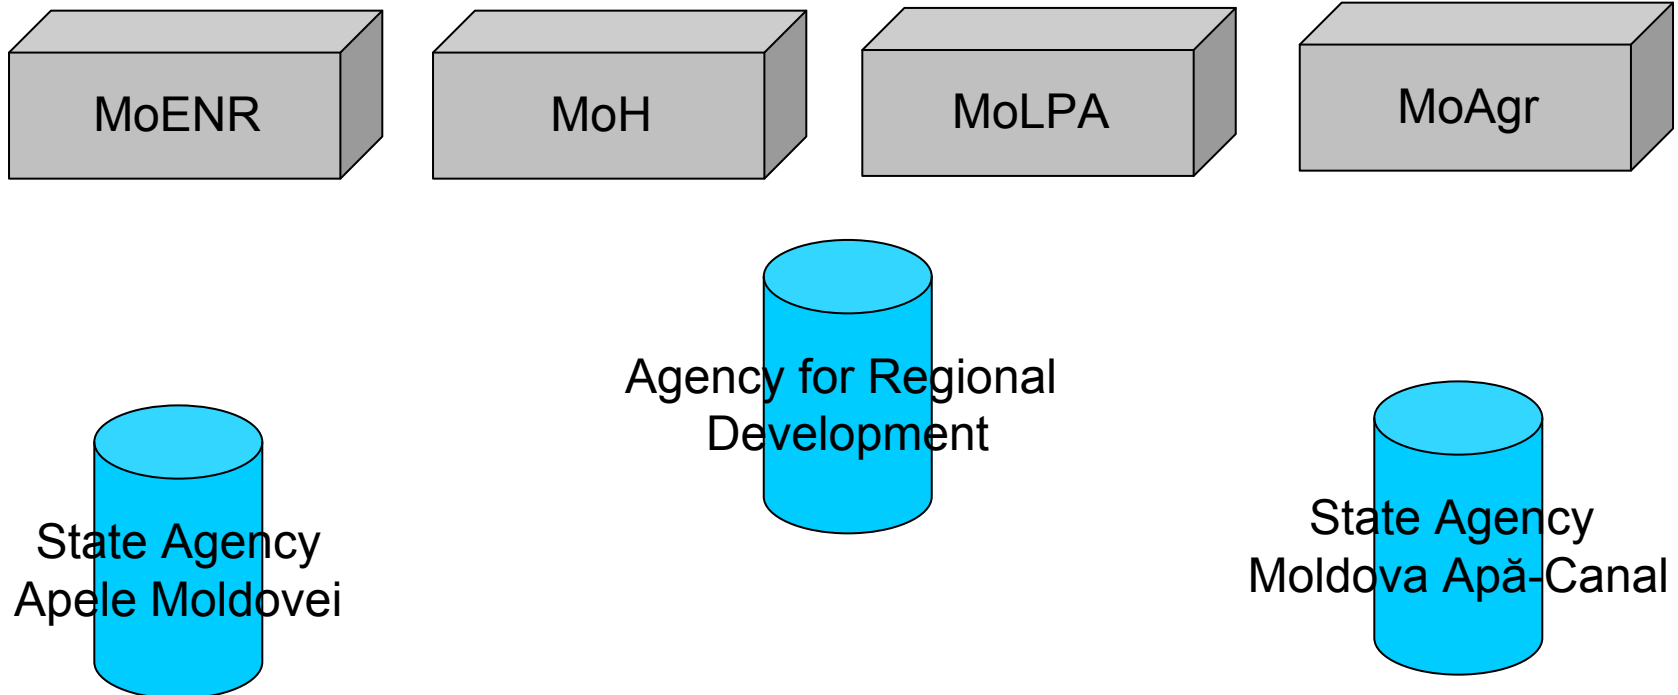 MoENR
MoH
MoLPA
MoAgr
Agency for Regional
Development
State Agency
Apele Moldovei
State Agency
Moldova Apă-Canal